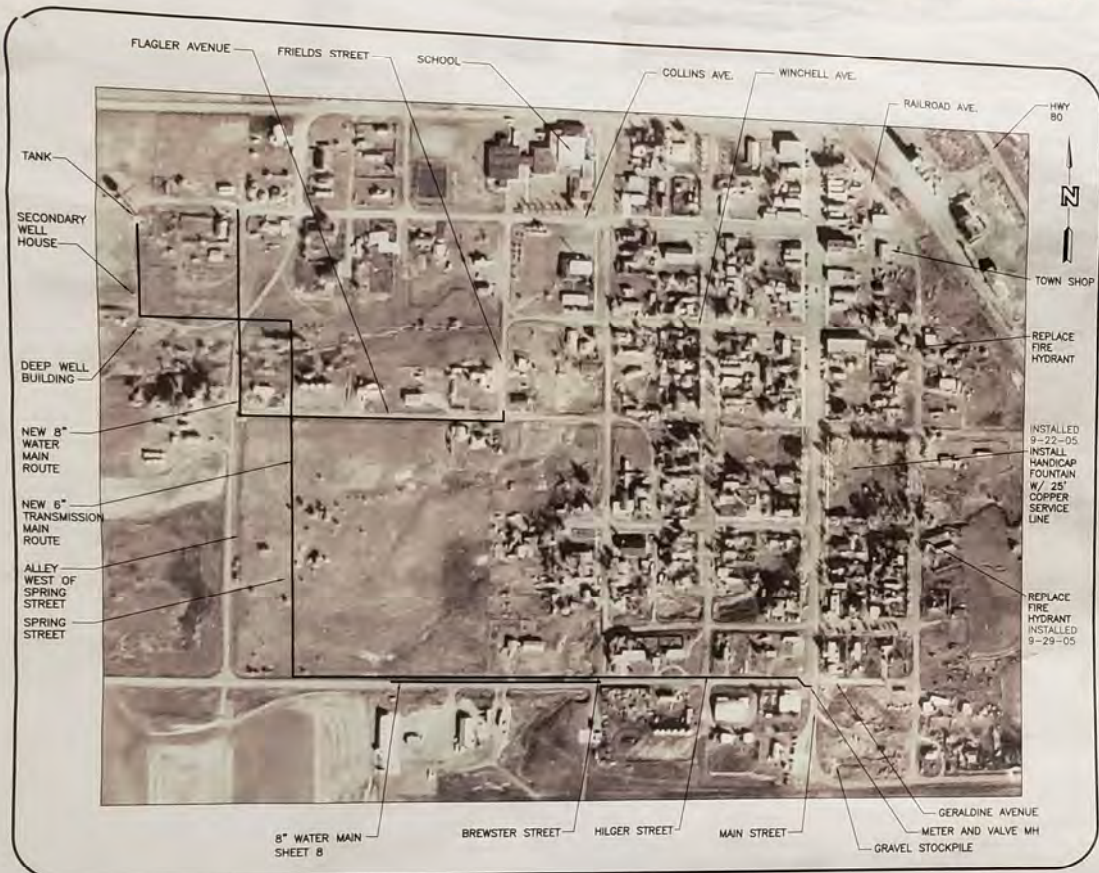 FLAGLER AVENUE
FRIELDS STREET
SCHOOL
COLLINS AVE.
WINCHELL AVE.
RAILROAD AVE.
HWY
80
N
TANK
SECONDARY
WELL
HOUSE
DEEP WELL
BUILDING
NEW 8"
WATER
MAIN
ROUTE
NEW 6"
TRANSMISSION
MAIN
ROUTE
ALLEY
WEST OF
SPRING
STREET
SPRING
STREET
TOWN SHOP
REPLACE
FIRE
HYDRANT
INSTALLED
9-22-05
INSTALL
HANDICAP
FOUNTAIN
W/ 25'
COPPER
SERVICE
LINE
REPLACE
FIRE
HYDRANT
INSTALLED
9-29-05
8" WATER MAIN
SHEET 8
BREWSTER STREET
HILGER STREET
MAIN STREET
GERALDINE AVENUE
METER AND VALVE MH
GRAVEL STOCKPILE